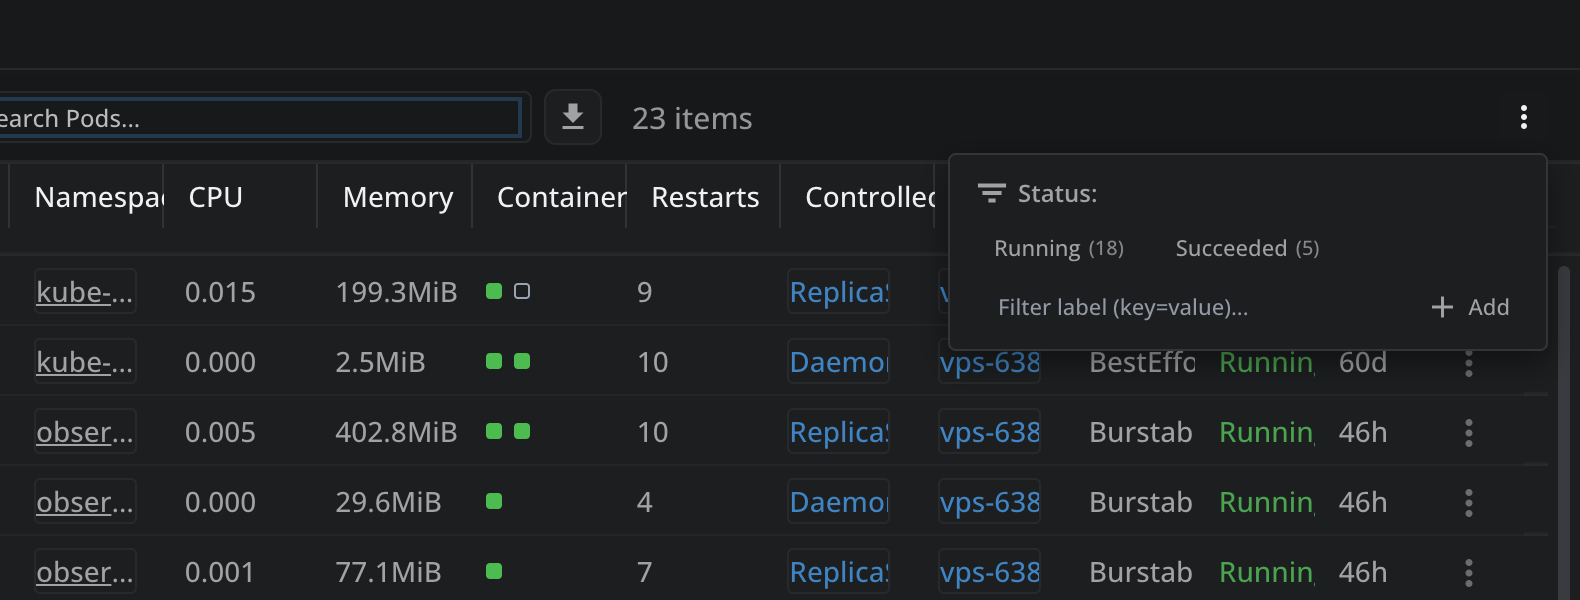 earch Pods... 23 items
Namespa CPU Memory Container Restarts Controlled
Status:
Running (18) Succeeded (5)
Filter label (key=value)... + Add
kube-... 0.015 199.3MiB 9 Replica
kube-... 0.000 2.5MiB 10 Daemo vps-638 BestEffo Runnin 60d
obser... 0.005 402.8MiB 10 Replica vps-638 Burstab Runnin 46h
obser... 0.000 29.6MiB 4 Daemo vps-638 Burstab Runnin 46h
obser... 0.001 77.1MiB 7 Replica vps-638 Burstab Runnin 46h